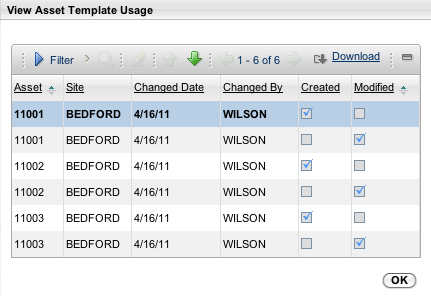 View Asset Template Usage
Filter 1 - 6 of 6 Download
Asset Site Changed Date Changed By Created Modified
11001 BEDFORD 4/16/11 WILSON
11001 BEDFORD 4/16/11 WILSON
11002 BEDFORD 4/16/11 WILSON
11002 BEDFORD 4/16/11 WILSON
11003 BEDFORD 4/16/11 WILSON
11003 BEDFORD 4/16/11 WILSON
OK